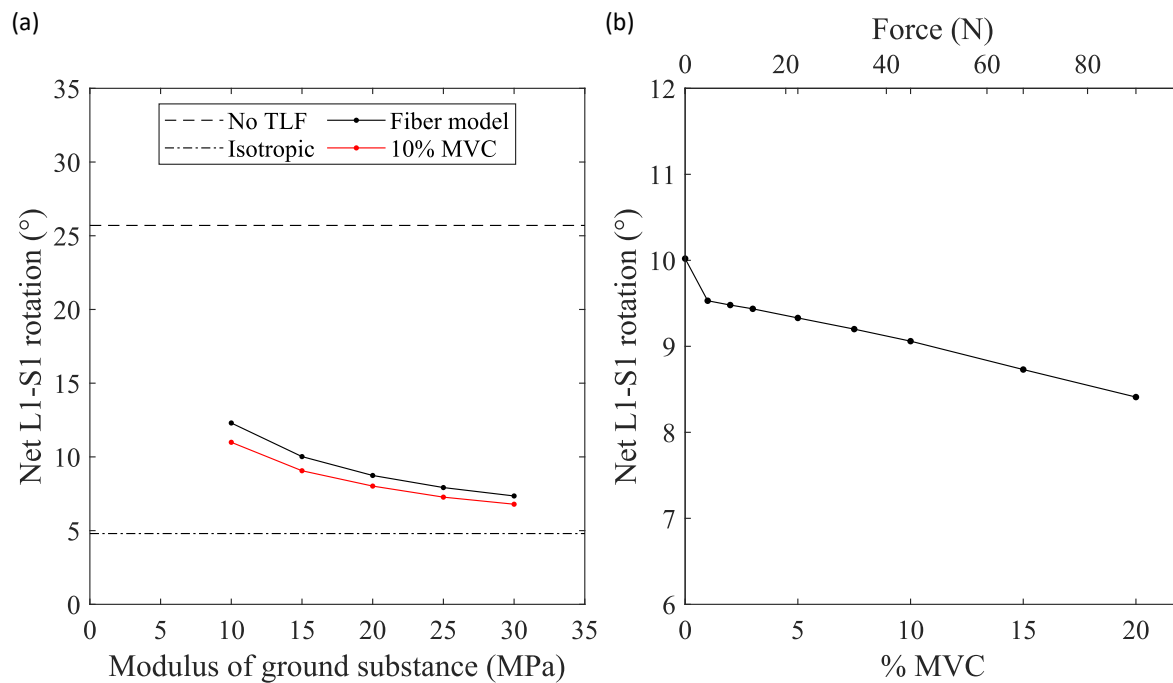 (a)
35
30
25
20
15
10
5
0
Net L1-S1 rotation (°)
No TLF
Fiber model
Isotropic
10% MVC
0 5 10 15 20 25 30 35
Modulus of ground substance (MPa)
(b)
Force (N)
0 20 40 60 80
12
11
10
9
8
7
6
Net L1-S1 rotation (°)
0 5 10 15 20
% MVC